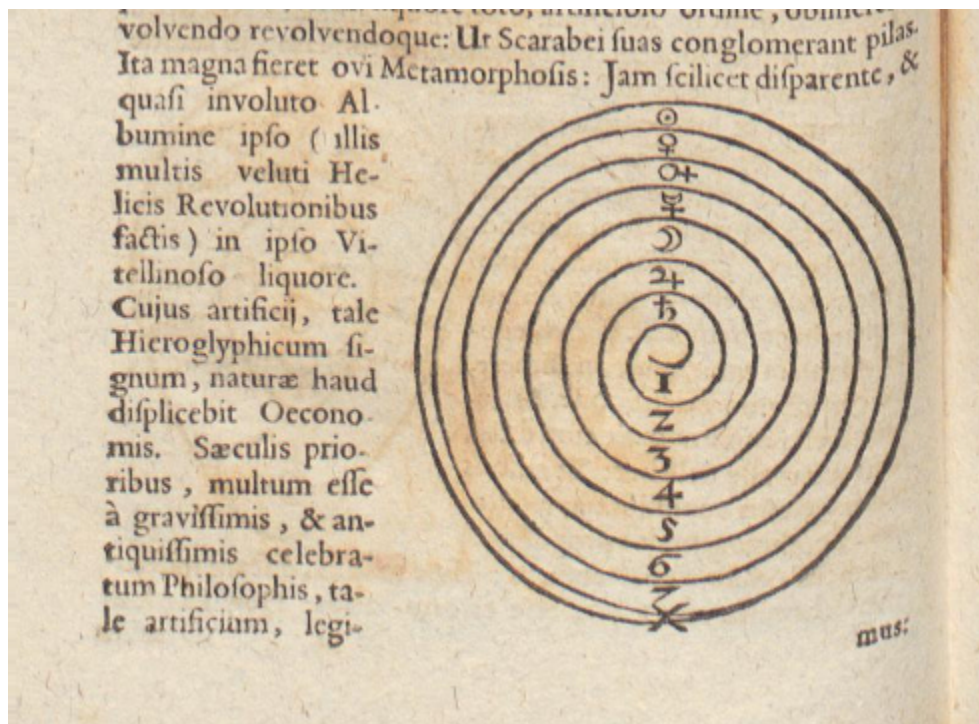 volvendo revolvendoque: Ut Scarabei ſuas conglomerant pilas.
Ita magna fieret ovi Metamorphoſis: Jam ſcilicet diſparente, &
quaſi involuto Al-
bumine ipſo ( illis
multis veluti He-
licis Revolutionibus
factis ) in ipſo Vi-
tellinoſo liquore.
Cujus artificij, tale
Hieroglyphicum ſi-
gnum, naturæ haud
diſplicebit Oecono-
mis. Sæculis prio-
ribus, multum eſſe
à graviſſimis, & an-
tiquiſſimis celebra-
tum Philoſophis, ta-
le artificium, legi-
☉
♀
♂
☿
☽
♃
♄
1
2
3
4
5
6
7
mus: